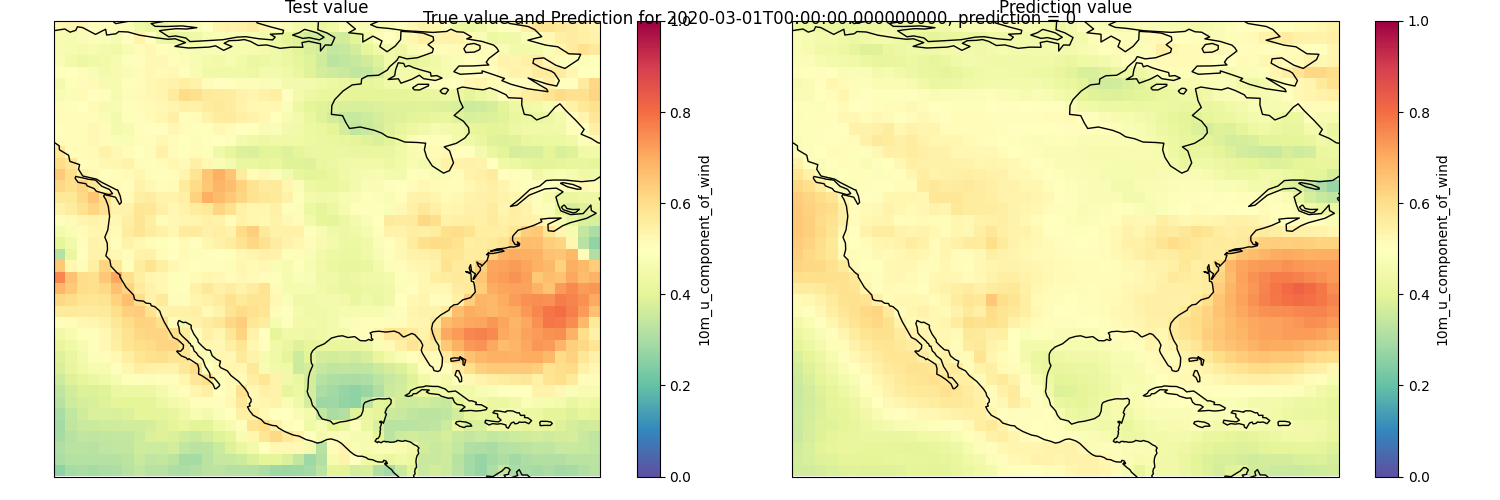 Test value
True value and Prediction for 2020-03-01T00:00:00.000000000, prediction = 0
Prediction value
1.0
0.8
0.6
0.4
0.2
0.0
10m_u_component_of_wind
1.0
0.8
0.6
0.4
0.2
0.0
10m_u_component_of_wind